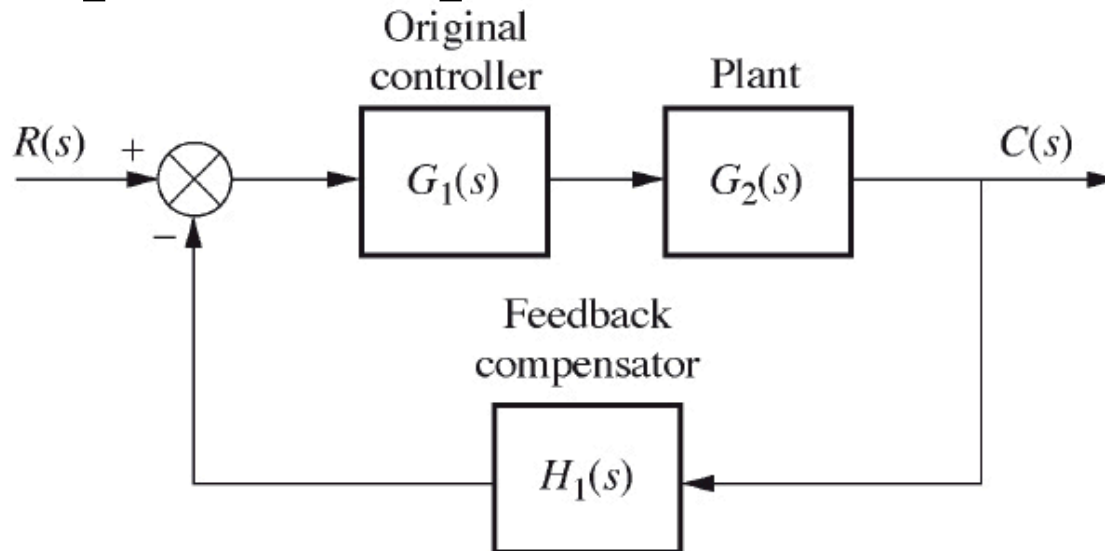 Original
controller
Plant
R(s)
+
G₁(s)
G₂(s)
C(s)
−
Feedback
compensator
H₁(s)